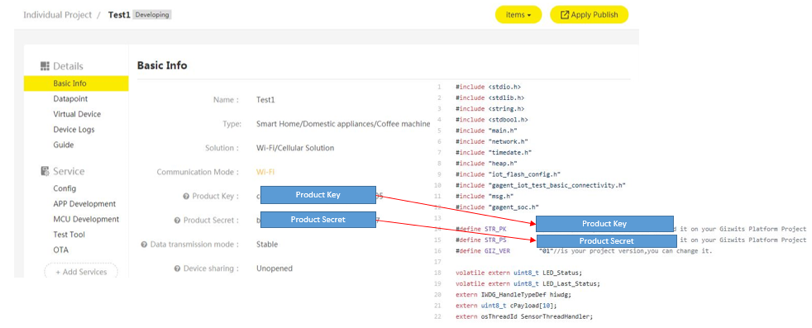 Individual Project / Test1 Developing
items
Apply Publish
Details
Basic Info
Datapoint
Virtual Device
Device Logs
Guide
Service
Config
APP Development
MCU Development
Test Tool
OTA
+ Add Services
Basic Info
Name : Test1
Type: Smart Home/Domestic appliances/Coffee machine
Solution : Wi-Fi/Cellular Solution
Communication Mode : Wi-Fi
Product Key : Product Key
Product Secret : Product Secret
Data transmission mode : Stable
Device sharing : Unopened
1 #include <stdio.h>
2 #include <stdlib.h>
3 #include <string.h>
4 #include <stdbool.h>
5 #include "main.h"
6 #include "network.h"
7 #include "timedate.h"
8 #include "heap.h"
9 #include "iot_flash_config.h"
10 #include "gagent_iot_test_basic_connectivity.h"
11 #include "msg.h"
12 #include "gagent_soc.h"
13
14 #define STR_PK Product Key it on your Gizwits Platform Project
15 #define STR_PS Product Secret it on your Gizwits Platform Project
16 #define GIZ_VER "01"//is your project version,you can change it.
17
18 volatile extern uint8_t LED_Status;
19 volatile extern uint8_t LED_Last_Status;
20 extern IWDG_HandleTypeDef hiwdg;
21 extern uint8_t cPayload[10];
22 extern osThreadId SensorThreadHandler;